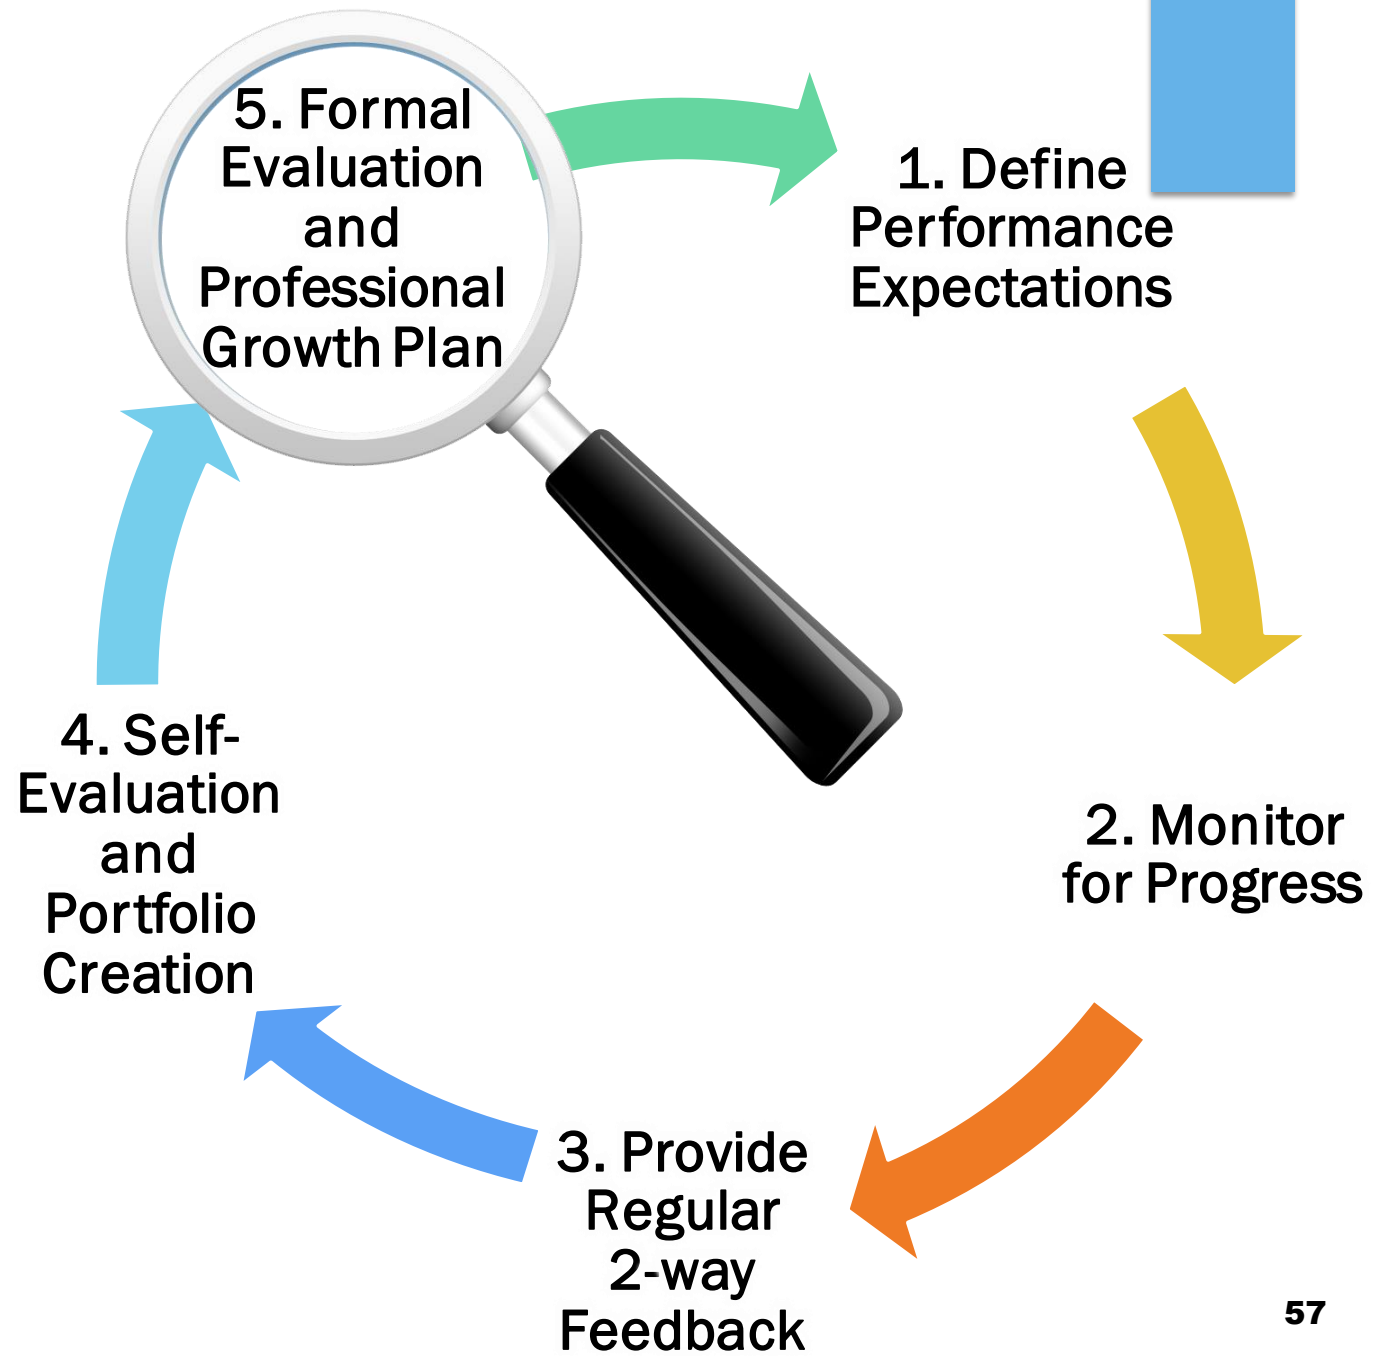 5. Formal
Evaluation
and
Professional
Growth Plan
1. Define
Performance
Expectations
2. Monitor
for Progress
3. Provide
Regular
2-way
Feedback
4. Self-
Evaluation
and
Portfolio
Creation
57